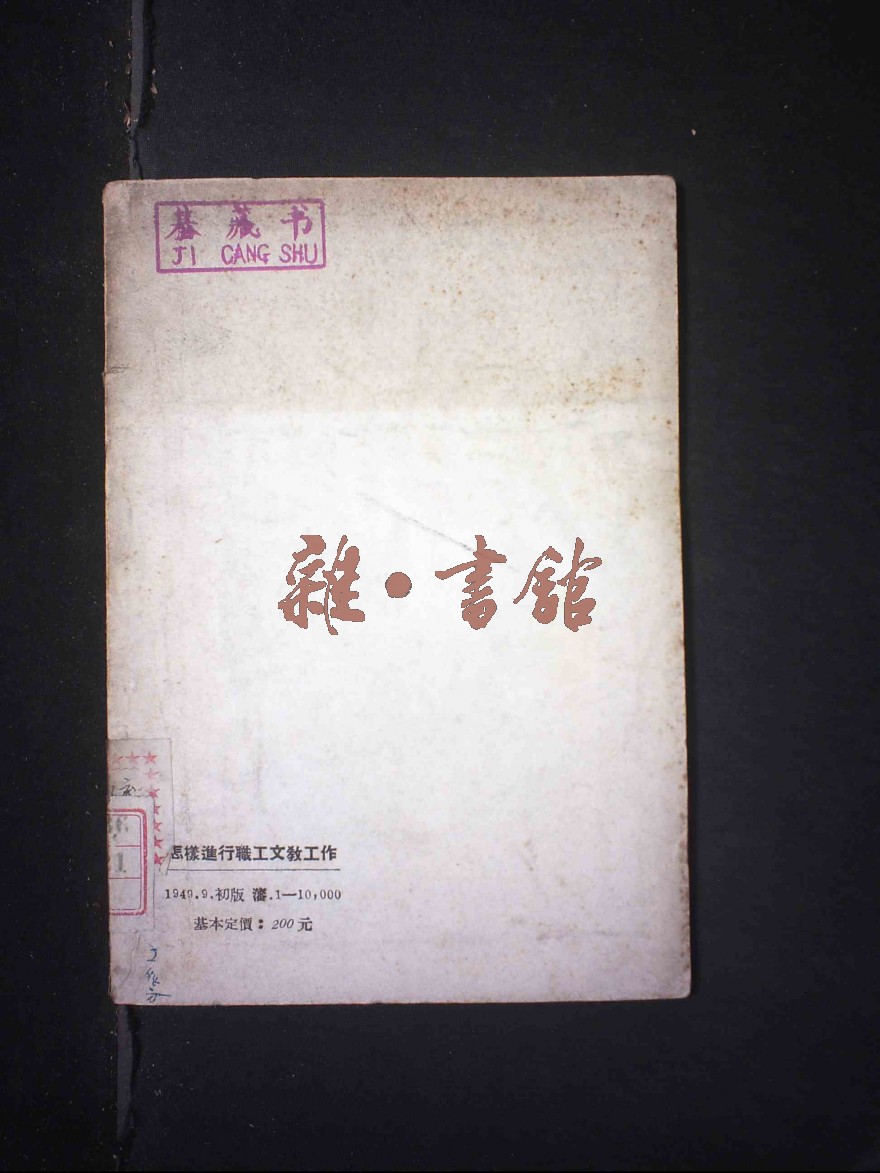 基藏书
JI CANG SHU
雜·書館
怎樣進行職工文教工作
1949.9.初版 瀋.1—10,000
基本定價：200元